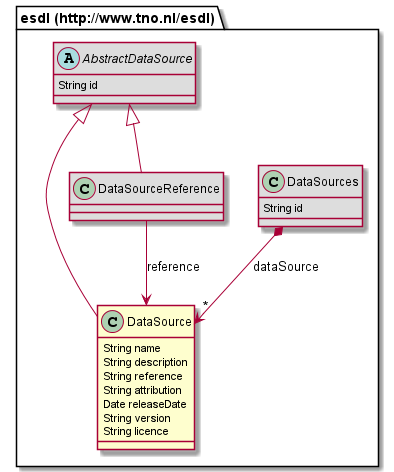 esdl (http://www.tno.nl/esdl)
A AbstractDataSource
String id
C DataSourceReference
C DataSources
String id
reference
dataSource
*
C DataSource
String name
String description
String reference
String attribution
Date releaseDate
String version
String licence